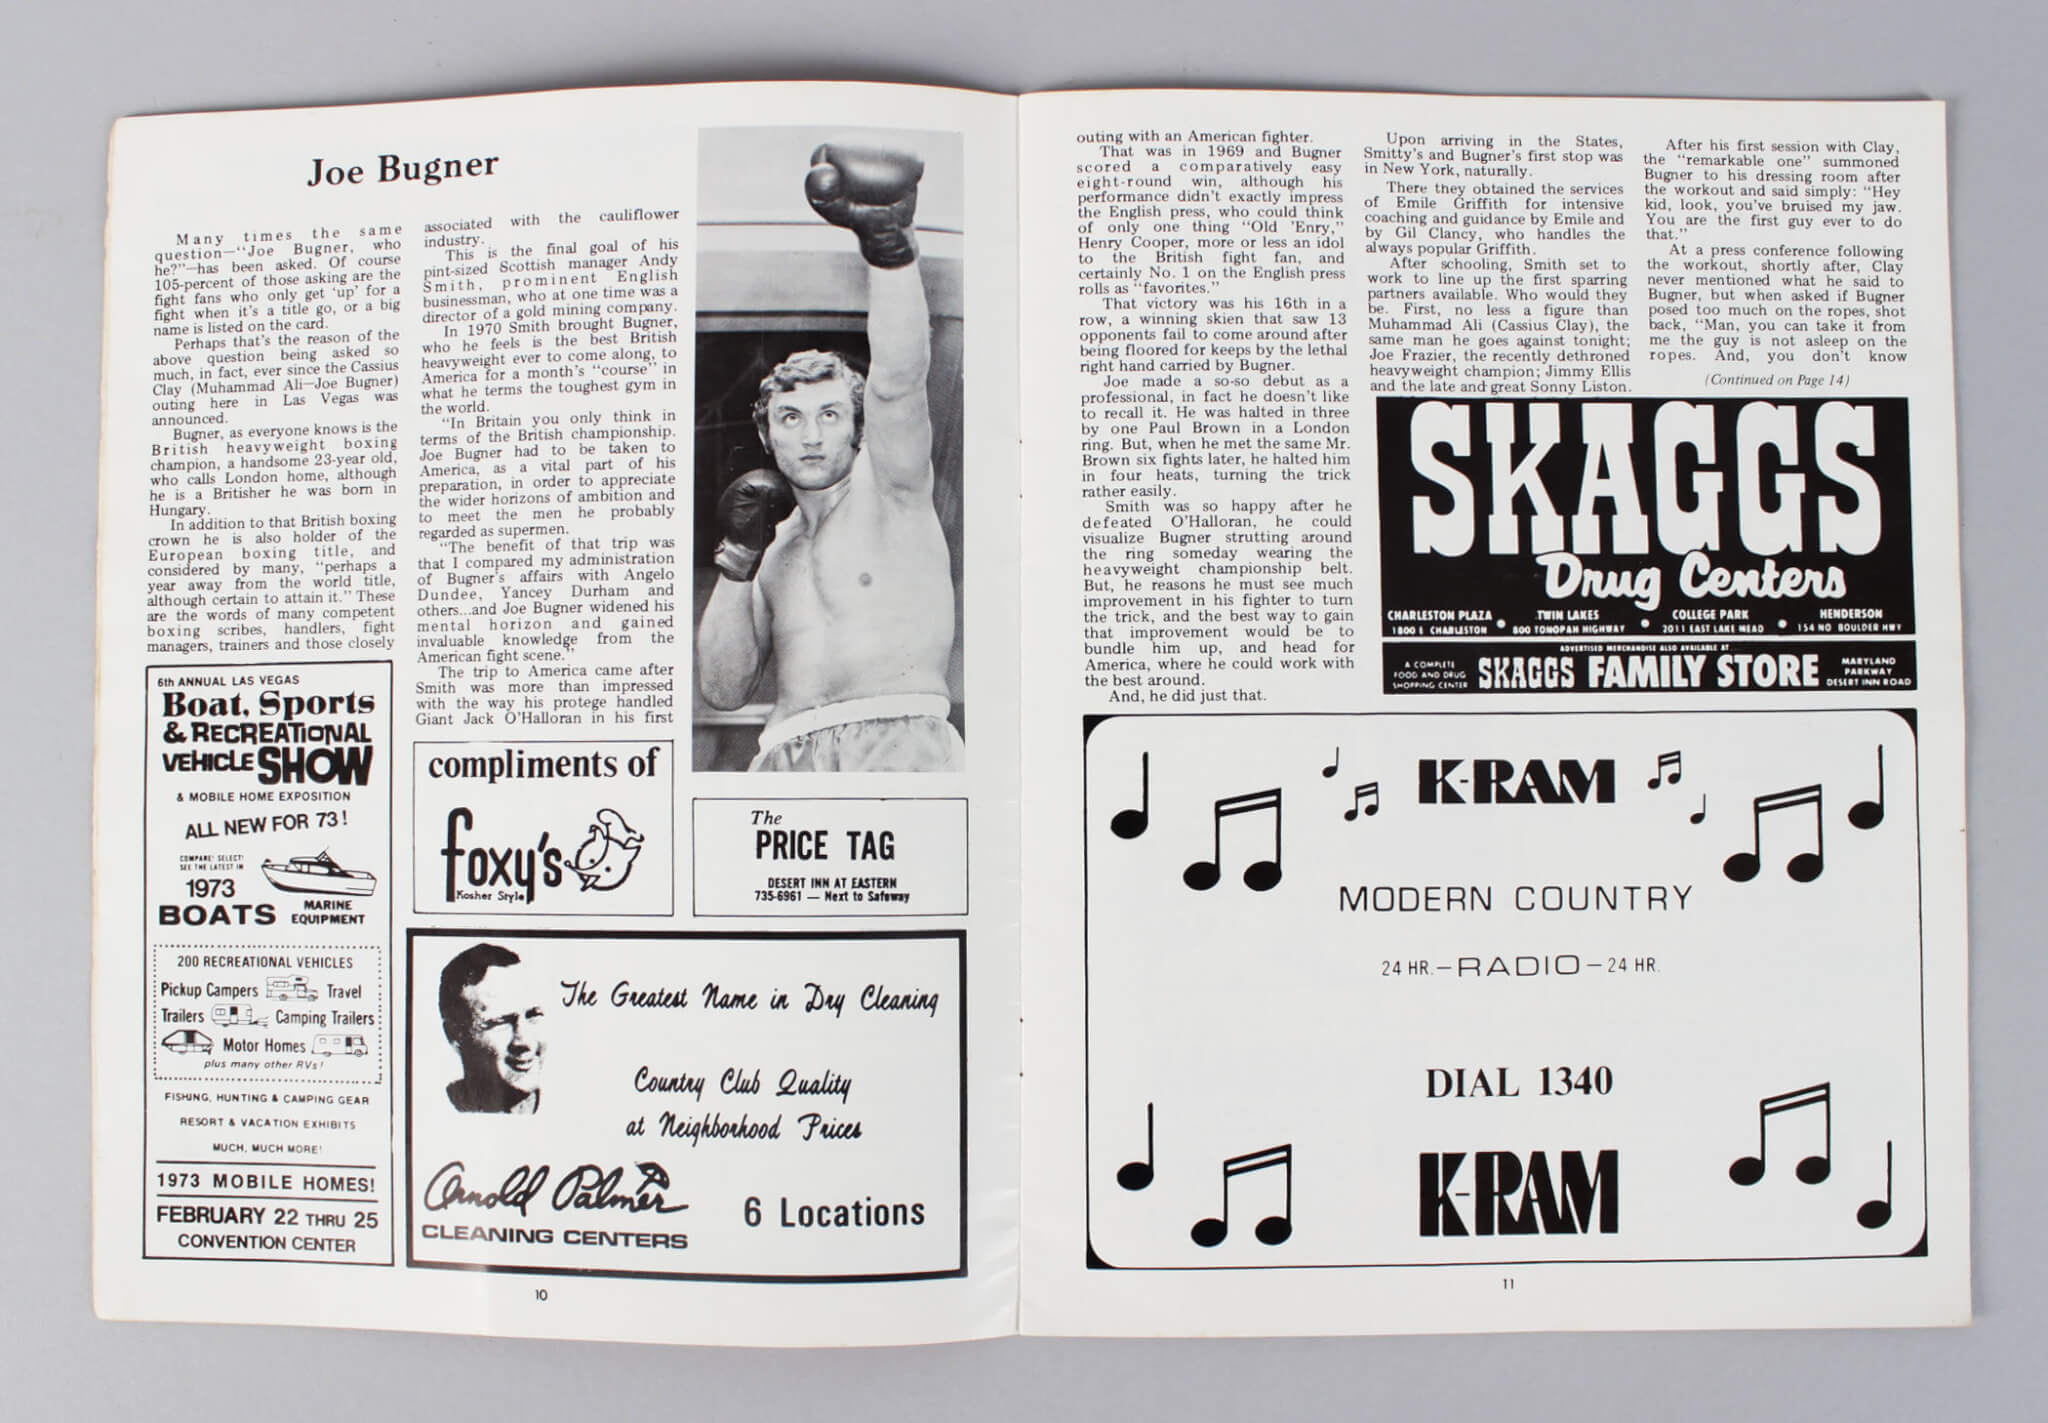 Joe Bugner
Many times the same
question—"Joe Bugner, who
he?"—has been asked. Of course
105-percent of those asking are the
fight fans who only get 'up' for a
fight when it's a title go, or a big
name is listed on the card.
Perhaps that's the reason of the
above question being asked so
much, in fact, ever since the Cassius
Clay (Muhammad Ali—Joe Bugner)
outing here in Las Vegas was
announced.
Bugner, as everyone knows is the
British heavyweight boxing
champion, a handsome 23-year old,
who calls London home, although
he is a Britisher he was born in
Hungary.
In addition to that British boxing
crown he is also holder of the
European boxing title, and
considered by many, "perhaps a
year away from the world title,
although certain to attain it." These
are the words of many competent
boxing scribes, handlers, fight
managers, trainers and those closely
associated with the cauliflower
industry.
This is the final goal of his
pint-sized Scottish manager Andy
Smith, prominent English
businessman, who at one time was a
director of a gold mining company.
In 1970 Smith brought Bugner,
who he feels is the best British
heavyweight ever to come along, to
America for a month's "course" in
what he terms the toughest gym in
the world.
"In Britain you only think in
terms of the British championship.
Joe Bugner had to be taken to
America, as a vital part of his
preparation, in order to appreciate
the wider horizons of ambition and
to meet the men he probably
regarded as supermen.
"The benefit of that trip was
that I compared my administration
of Bugner's affairs with Angelo
Dundee, Yancey Durham and
others...and Joe Bugner widened his
mental horizon and gained
invaluable knowledge from the
American fight scene."
The trip to America came after
Smith was more than impressed
with the way his protege handled
Giant Jack O'Halloran in his first
6th ANNUAL LAS VEGAS
Boat, Sports
& RECREATIONAL
VEHICLE SHOW
& MOBILE HOME EXPOSITION
ALL NEW FOR 73!
COMPARE! SELECT!
SEE THE LATEST IN
1973
BOATS
MARINE
EQUIPMENT
200 RECREATIONAL VEHICLES
Pickup Campers Travel
Trailers Camping Trailers
Motor Homes
plus many other RVs!
FISHING, HUNTING & CAMPING GEAR
RESORT & VACATION EXHIBITS
MUCH, MUCH MORE!
1973 MOBILE HOMES!
FEBRUARY 22 THRU 25
CONVENTION CENTER
compliments of
foxy's
Kosher Style
The
PRICE TAG
DESERT INN AT EASTERN
735-6961 — Next to Safeway
The Greatest Name in Dry Cleaning
Country Club Quality
at Neighborhood Prices
Arnold Palmer
CLEANING CENTERS
6 Locations
10
outing with an American fighter.
That was in 1969 and Bugner
scored a comparatively easy
eight-round win, although his
performance didn't exactly impress
the English press, who could think
of only one thing "Old 'Enry,"
Henry Cooper, more or less an idol
to the British fight fan, and
certainly No. 1 on the English press
rolls as "favorites."
That victory was his 16th in a
row, a winning skien that saw 13
opponents fail to come around after
being floored for keeps by the lethal
right hand carried by Bugner.
Joe made a so-so debut as a
professional, in fact he doesn't like
to recall it. He was halted in three
by one Paul Brown in a London
ring. But, when he met the same Mr.
Brown six fights later, he halted him
in four heats, turning the trick
rather easily.
Smith was so happy after he
defeated O'Halloran, he could
visualize Bugner strutting around
the ring someday wearing the
heavyweight championship belt.
But, he reasons he must see much
improvement in his fighter to turn
the trick, and the best way to gain
that improvement would be to
bundle him up, and head for
America, where he could work with
the best around.
And, he did just that.
Upon arriving in the States,
Smitty's and Bugner's first stop was
in New York, naturally.
There they obtained the services
of Emile Griffith for intensive
coaching and guidance by Emile and
by Gil Clancy, who handles the
always popular Griffith.
After schooling, Smith set to
work to line up the first sparring
partners available. Who would they
be. First, no less a figure than
Muhammad Ali (Cassius Clay), the
same man he goes against tonight;
Joe Frazier, the recently dethroned
heavyweight champion; Jimmy Ellis
and the late and great Sonny Liston.
After his first session with Clay,
the "remarkable one" summoned
Bugner to his dressing room after
the workout and said simply: "Hey
kid, look, you've bruised my jaw.
You are the first guy ever to do
that."
At a press conference following
the workout, shortly after, Clay
never mentioned what he said to
Bugner, but when asked if Bugner
posed too much on the ropes, shot
back, "Man, you can take it from
me the guy is not asleep on the
ropes. And, you don't know
(Continued on Page 14)
SKAGGS
Drug Centers
CHARLESTON PLAZA • TWIN LAKES • COLLEGE PARK • HENDERSON
1800 E CHARLESTON 800 TONOPAH HIGHWAY 2011 EAST LAKE MEAD 154 NO BOULDER HWY
ADVERTISED MERCHANDISE ALSO AVAILABLE AT
A COMPLETE
FOOD AND DRUG
SHOPPING CENTER
SKAGGS FAMILY STORE
MARYLAND
PARKWAY
DESERT INN ROAD
K-RAM
MODERN COUNTRY
24 HR.—RADIO—24 HR.
DIAL 1340
K-RAM
11